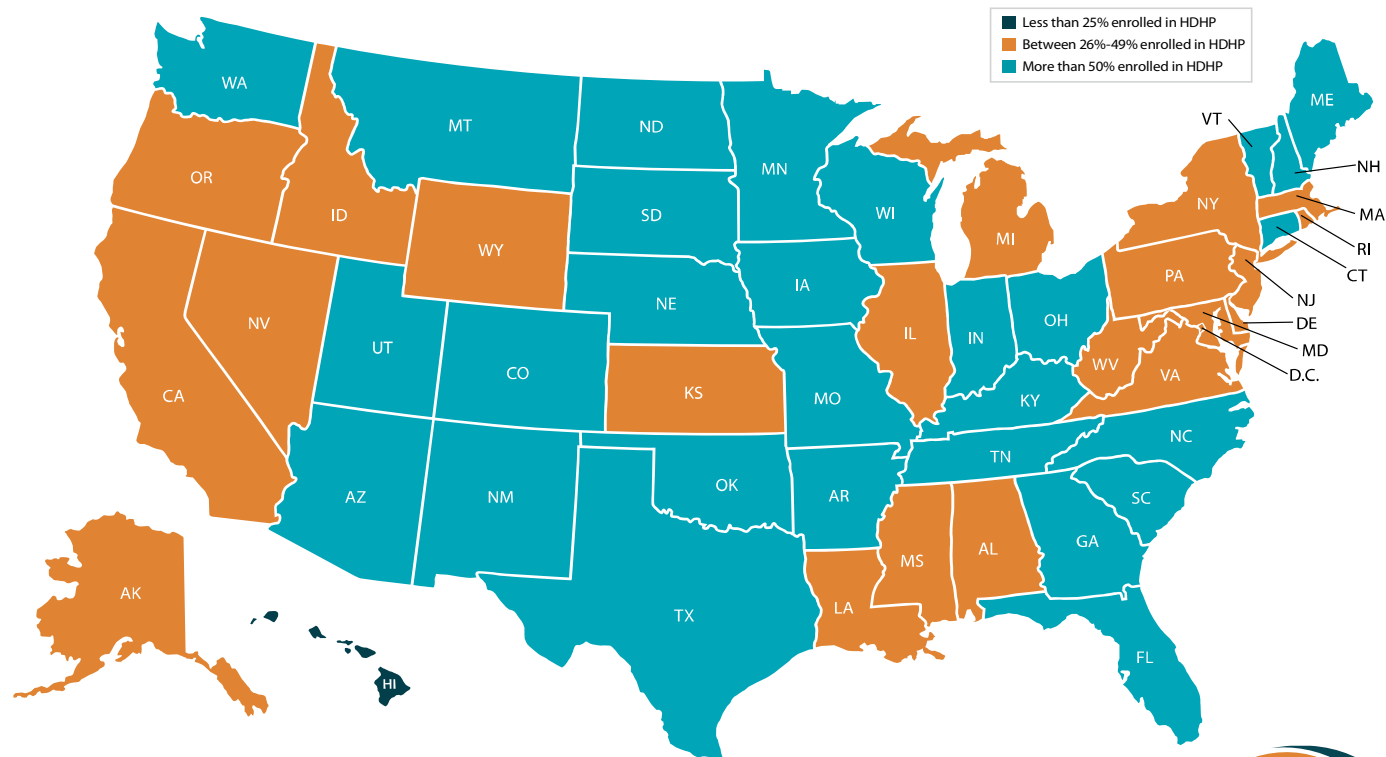 Less than 25% enrolled in HDHP
Between 26%-49% enrolled in HDHP
More than 50% enrolled in HDHP
WA
MT
ND
MN
ME
VT
NH
OR
ID
SD
WI
NY
MA
WY
MI
RI
CT
PA
NJ
NE
IA
NV
UT
IL
IN
OH
DE
MD
D.C.
CO
KS
MO
WV
VA
CA
KY
NC
TN
AZ
NM
OK
AR
SC
GA
AL
MS
AK
LA
TX
FL
HI